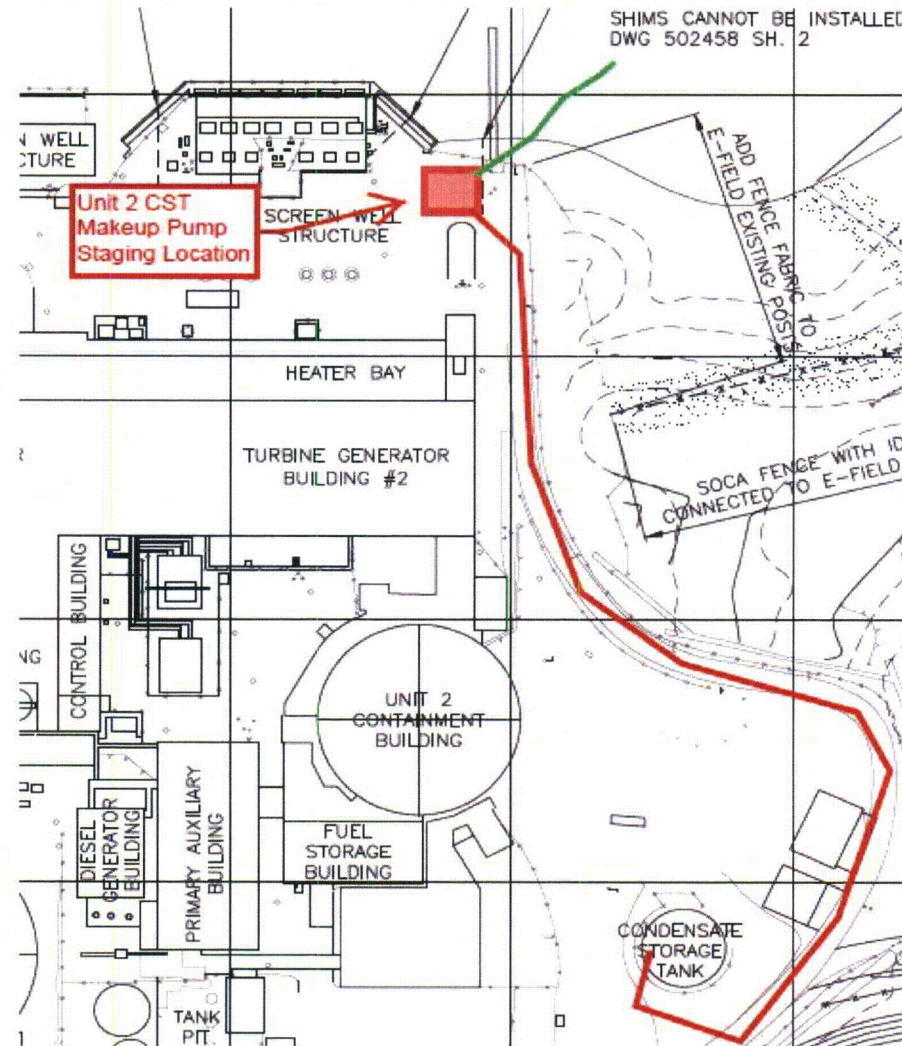 SHIMS CANNOT BE INSTALLED
DWG 502458 SH. 2
N WELL
CTURE
Unit 2 CST
Makeup Pump
Staging Location
SCREEN WELL
STRUCTURE
ADD FENCE FABRIC TO
E-FIELD EXISTING POSTS
HEATER BAY
TURBINE GENERATOR
BUILDING #2
R
SOCA FENCE WITH ID
CONNECTED TO E-FIELD
CONTROL BUILDING
NG
UNIT 2
CONTAINMENT
BUILDING
DIESEL
GENERATOR
BUILDING
PRIMARY AUXILIARY
BUILDING
FUEL
STORAGE
BUILDING
CONDENSATE
STORAGE
TANK
TANK
PIT